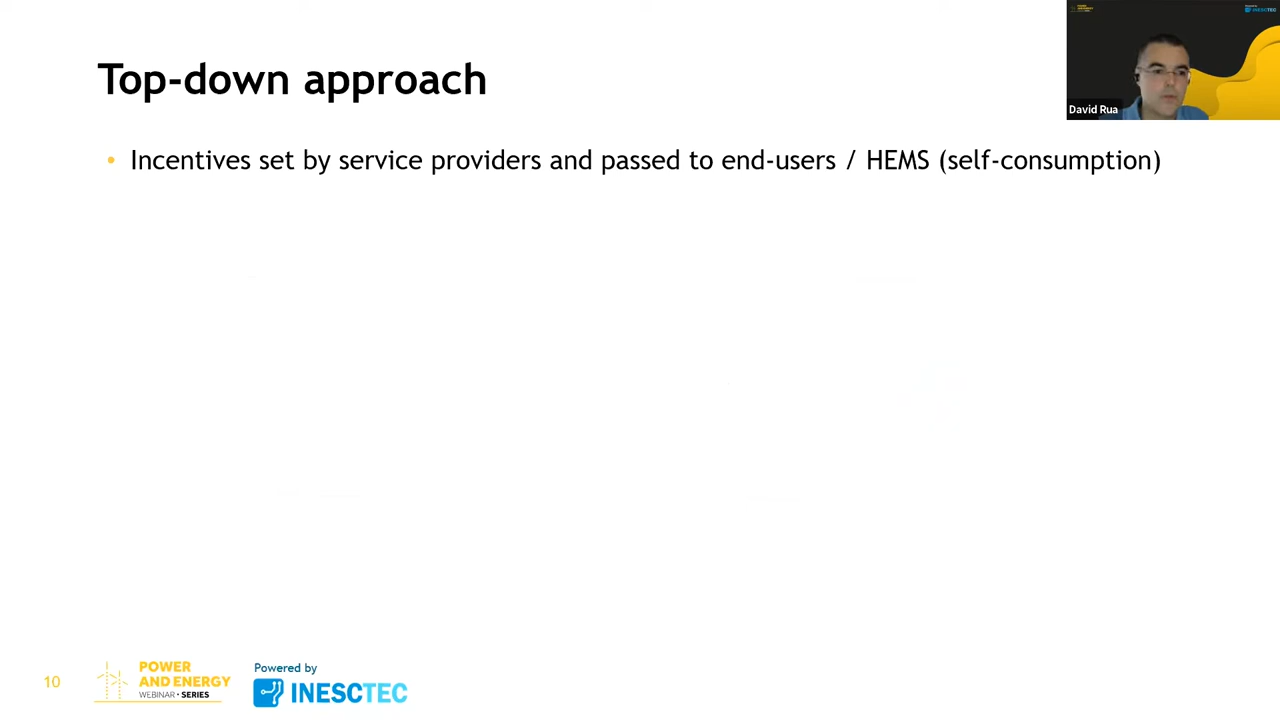 Top-down approach
David Rua
• Incentives set by service providers and passed to end-users / HEMS (self-consumption)
10
POWER
AND ENERGY
WEBINAR • SERIES
Powered by
INESCTEC